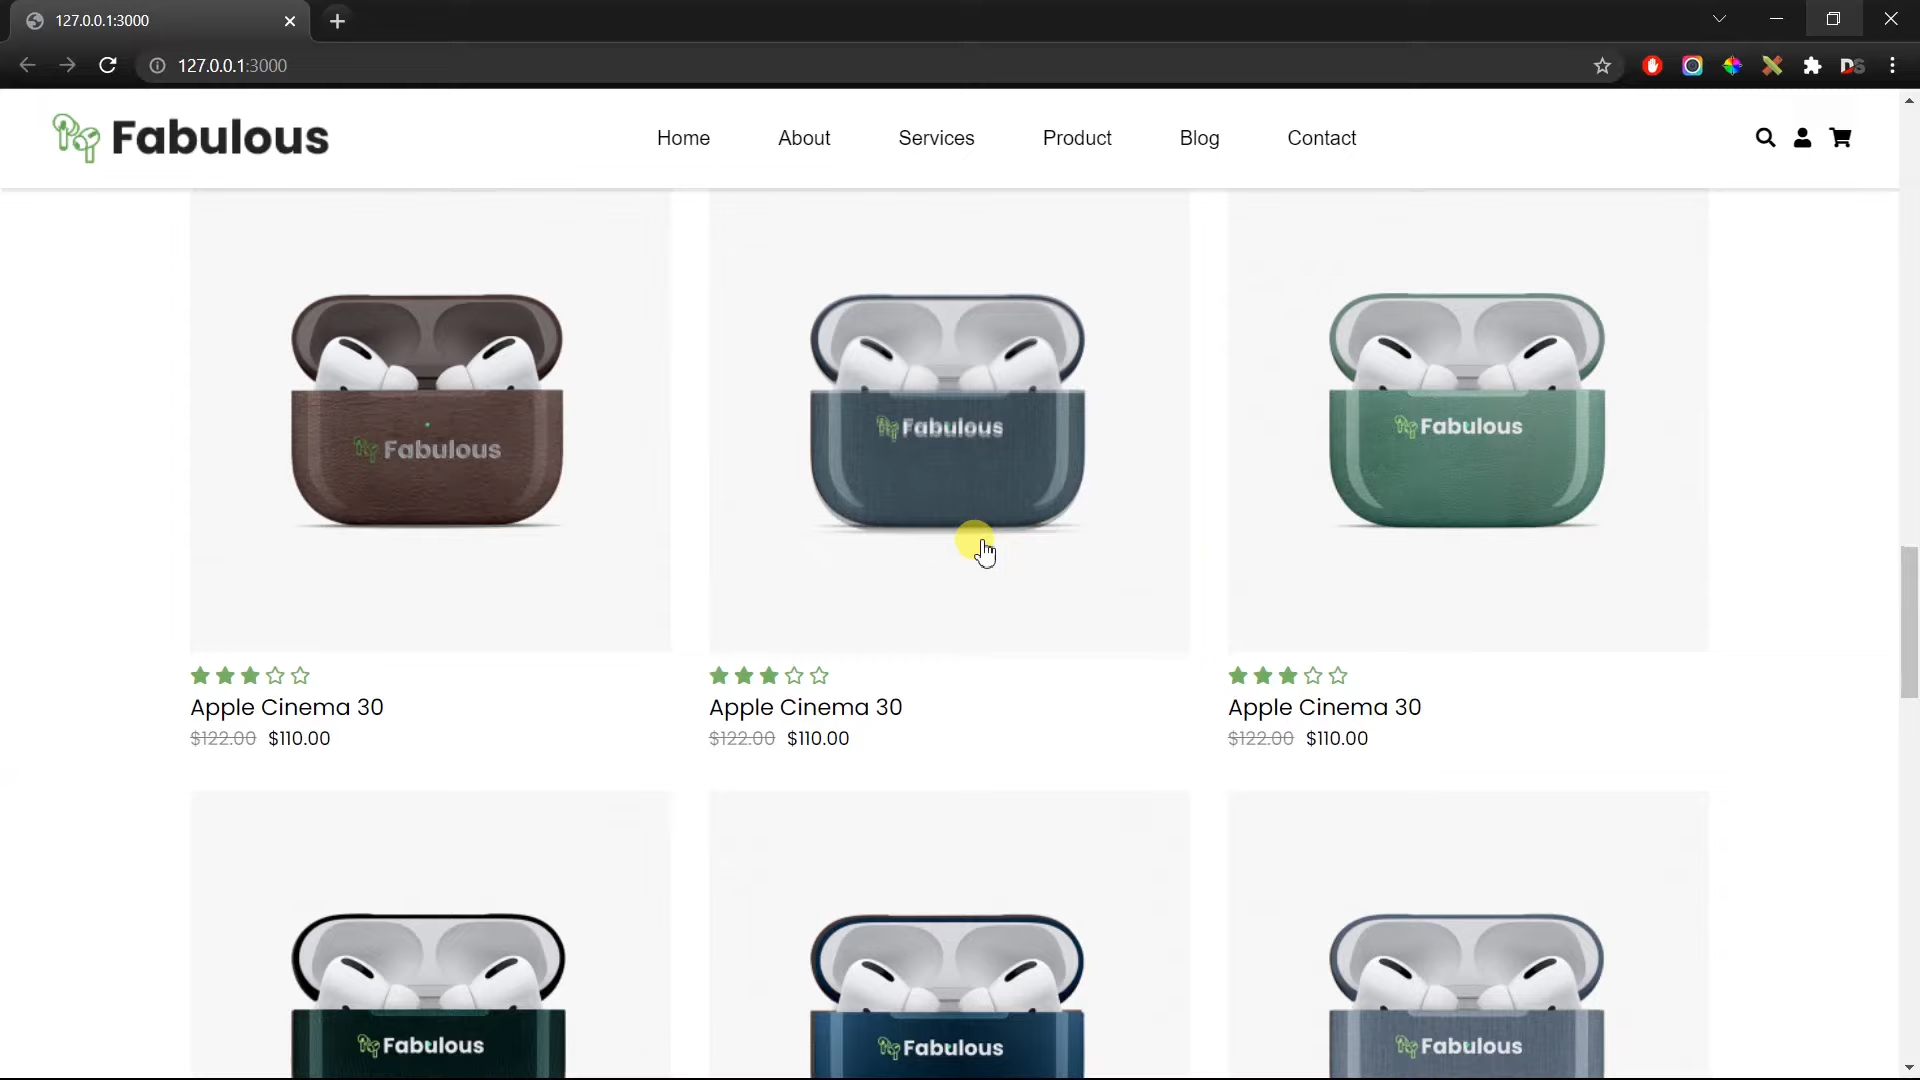 127.0.0.1:3000
127.0.0.1:3000
DS
Fabulous
Home About Services Product Blog Contact
Fabulous
Fabulous
Fabulous
Apple Cinema 30
$122.00 $110.00
Apple Cinema 30
$122.00 $110.00
Apple Cinema 30
$122.00 $110.00
Fabulous
Fabulous
Fabulous